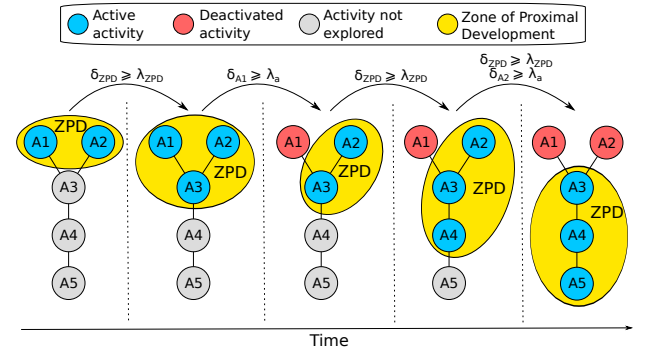 Active
activity
Deactivated
activity
Activity not
explored
Zone of Proximal
Development
δZPD ⩾ λZPD
δA1 ⩾ λa
δZPD ⩾ λZPD
δZPD ⩾ λZPD
δA2 ⩾ λa
ZPD
A1 A2
A3
A4
A5
A1 A2
ZPD
A3
A4
A5
A1 A2
ZPD
A3
A4
A5
A1 A2
A3 ZPD
A4
A5
A1 A2
A3
ZPD
A4
A5
Time